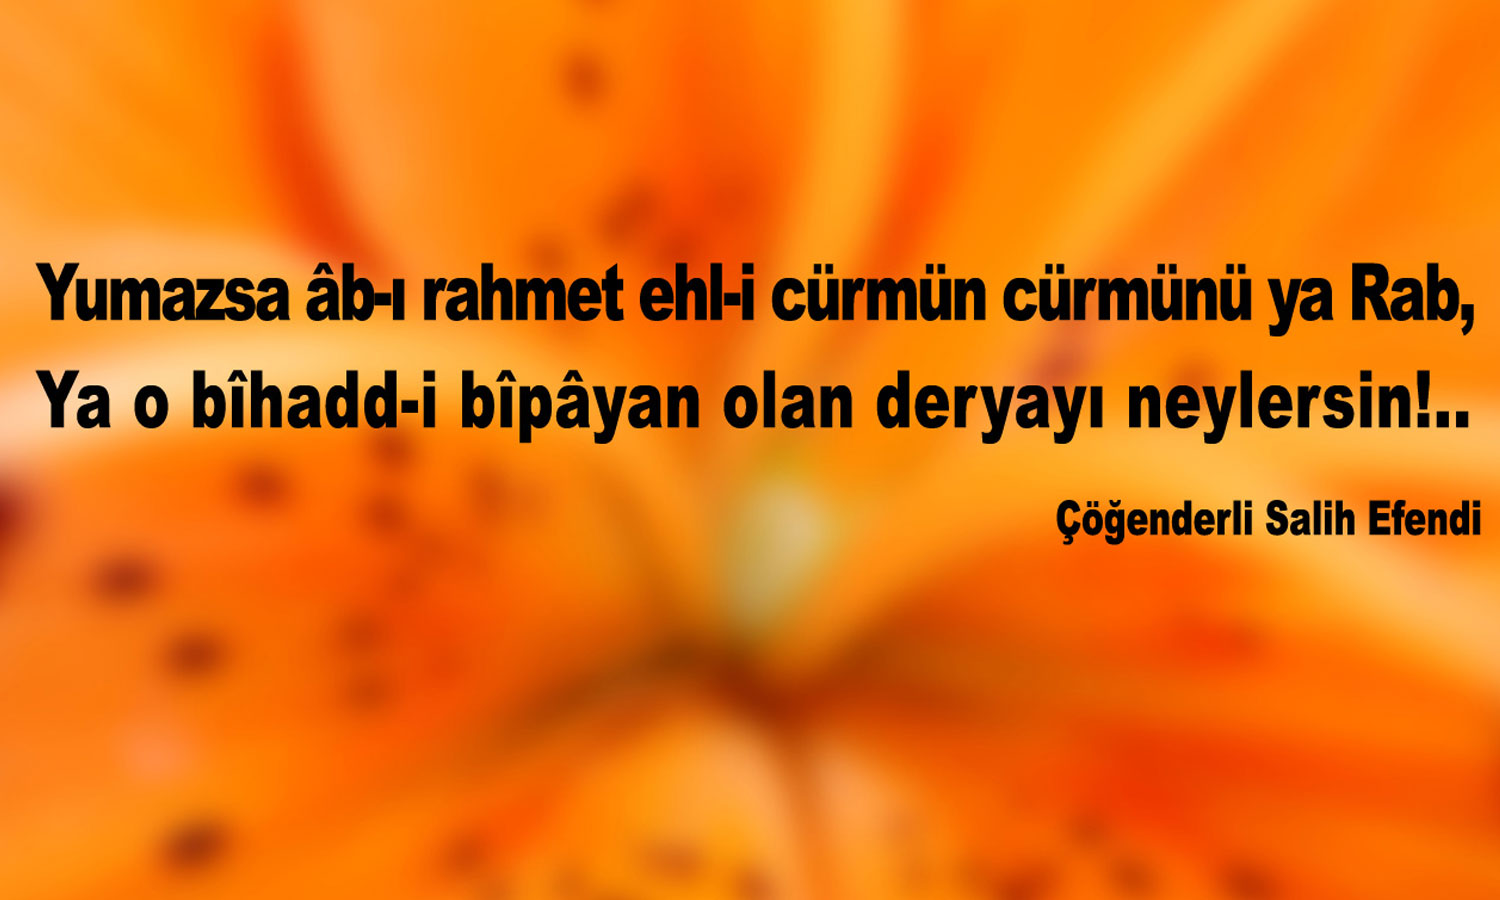 Yumazsa âb-ı rahmet ehl-i cürmün cürmünü ya Rab,
Ya o bîhadd-i bîpâyan olan deryayı neylersin!..
Çöğenderli Salih Efendi